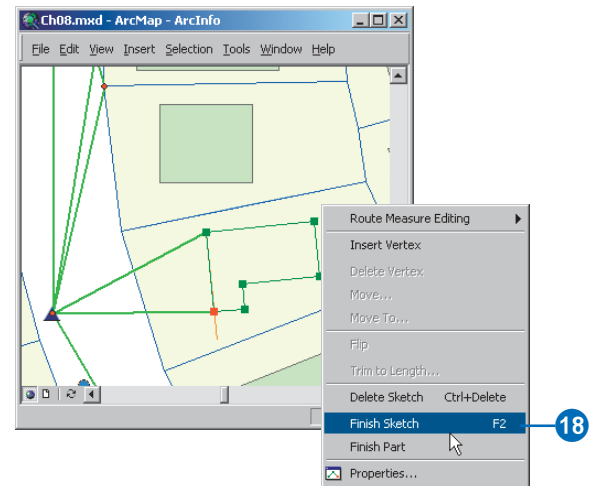 Ch08.mxd - ArcMap - ArcInfo
File Edit View Insert Selection Tools Window Help
Route Measure Editing
Insert Vertex
Delete Vertex
Move...
Move To...
Flip
Trim to Length...
Delete Sketch Ctrl+Delete
Finish Sketch F2
18
Finish Part
Properties...